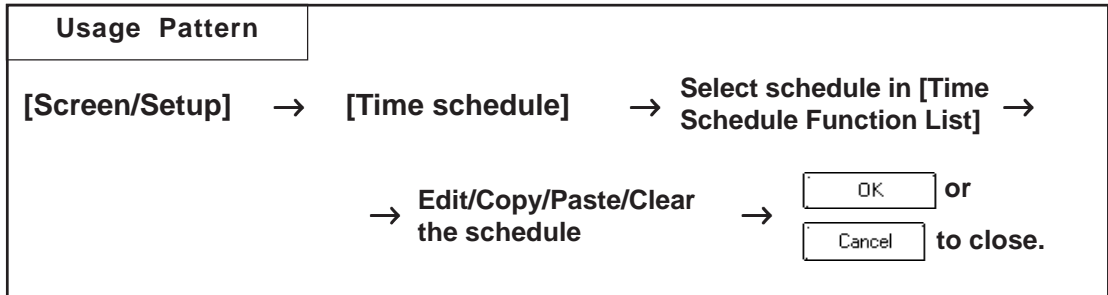 Usage Pattern
[Screen/Setup] → [Time schedule] → Select schedule in [Time
Schedule Function List] →
→ Edit/Copy/Paste/Clear
the schedule → OK or
Cancel to close.